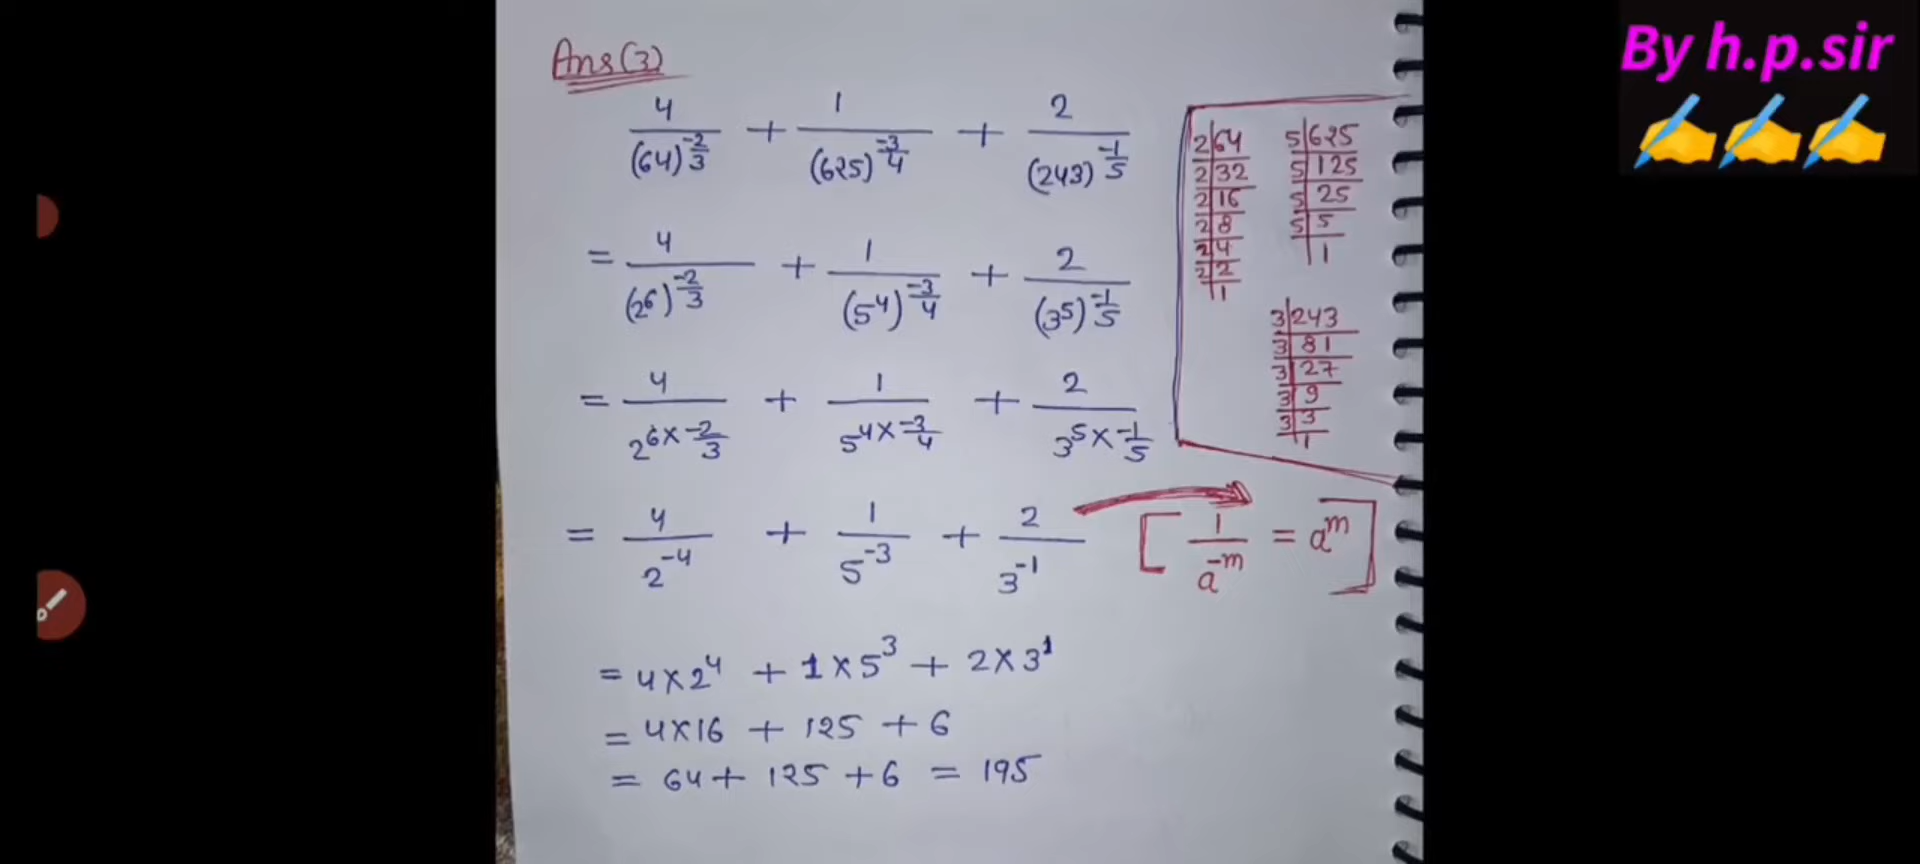 Ans(3)
4/(64)^(-2/3) + 1/(625)^(-3/4) + 2/(243)^(-1/5)
= 4/(2^6)^(-2/3) + 1/(5^4)^(-3/4) + 2/(3^5)^(-1/5)
= 4/2^(6×-2/3) + 1/5^(4×-3/4) + 2/3^(5×-1/5)
= 4/2^-4 + 1/5^-3 + 2/3^-1 [1/a^-m = a^m]
= 4×2^4 + 1×5^3 + 2×3^1
= 4×16 + 125 + 6
= 64+ 125 +6 = 195
2|64
2|32
2|16
2|8
2|4
2|2
|1
5|625
5|125
5|25
5|5
|1
3|243
3|81
3|27
3|9
3|3
|1
By h.p.sir